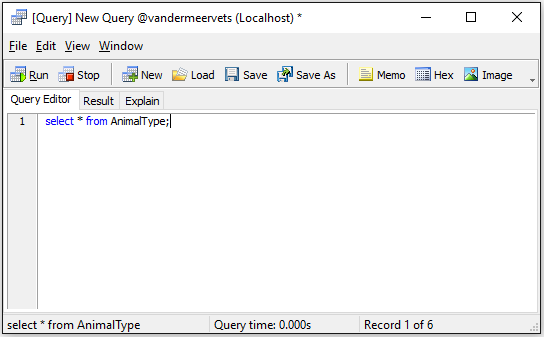 [Query] New Query @vandermeervets (Localhost) *
File Edit View Window
Run Stop New Load Save Save As Memo Hex Image
Query Editor Result Explain
1 select * from AnimalType;
select * from AnimalType Query time: 0.000s Record 1 of 6